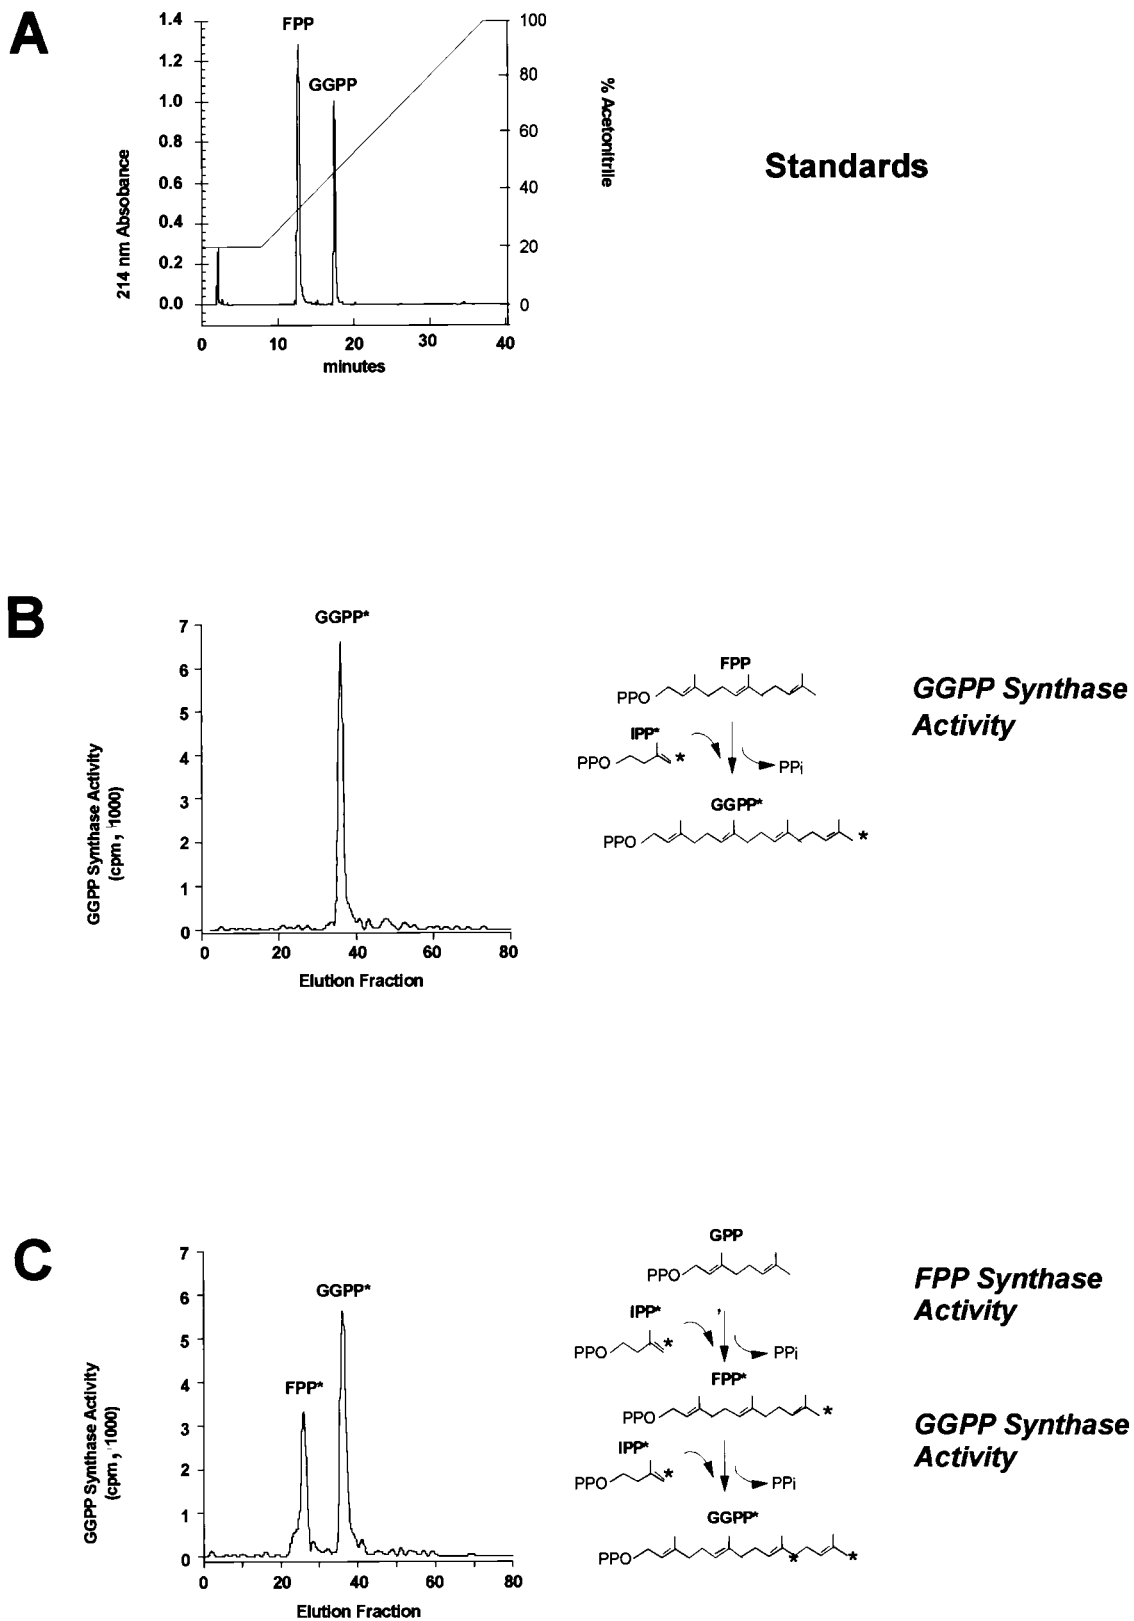 A
1.4
1.2
1.0
0.8
0.6
0.4
0.2
0.0
214 nm Absobance
FPP
GGPP
100
80
60
40
20
0
% Acetonitrile
0 10 20 30 40
minutes
Standards
B
GGPP*
7
6
5
4
3
2
1
0
GGPP Synthase Activity
(cpm , 1000)
0 20 40 60 80
Elution Fraction
FPP
PPO
IPP*
PPO *
PPi
GGPP*
PPO *
GGPP Synthase
Activity
C
7
6
5
4
3
2
1
0
GGPP Synthase Activity
(cpm , 1000)
GGPP*
FPP*
0 20 40 60 80
Elution Fraction
GPP
PPO
IPP* ,
PPO *
PPi
FPP*
PPO *
IPP*
PPO *
PPi
GGPP*
PPO * *
FPP Synthase
Activity
GGPP Synthase
Activity